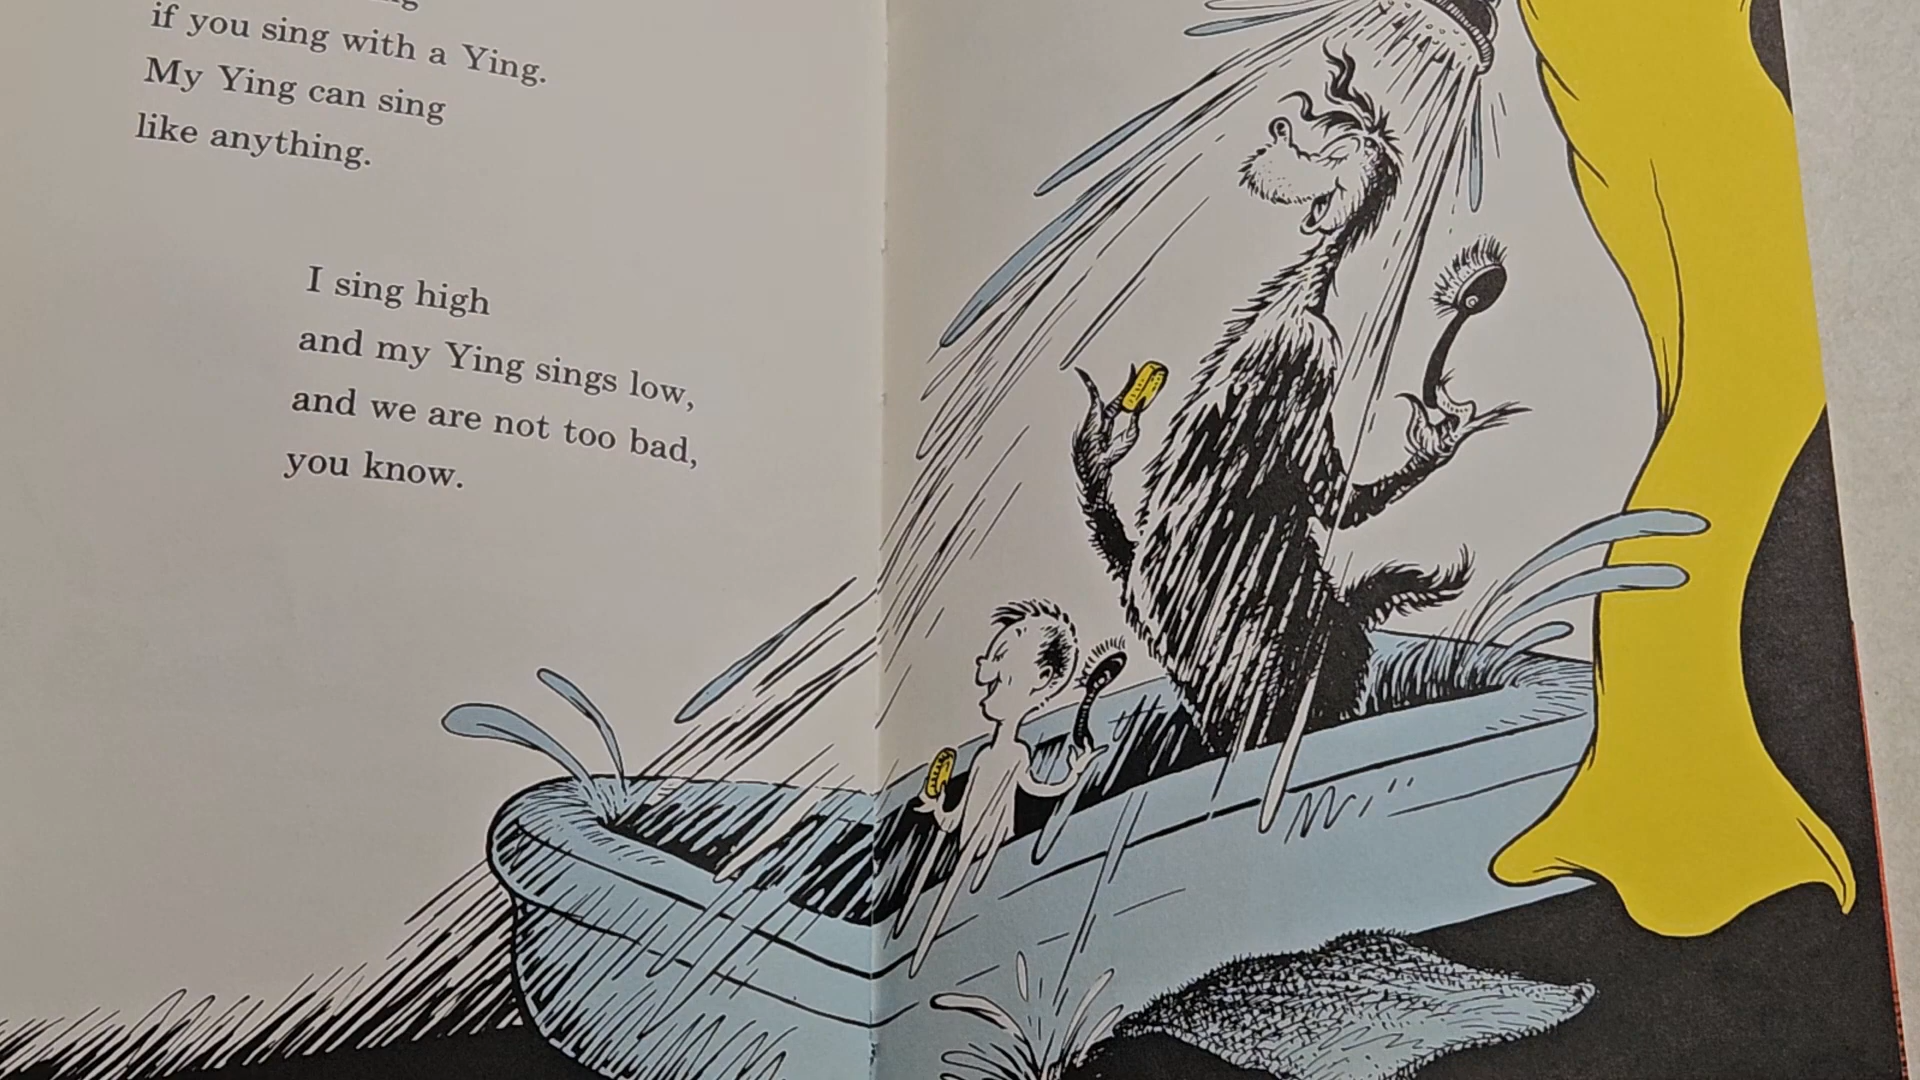 if you sing with a Ying.
My Ying can sing
like anything.
I sing high
and my Ying sings low,
and we are not too bad,
you know.